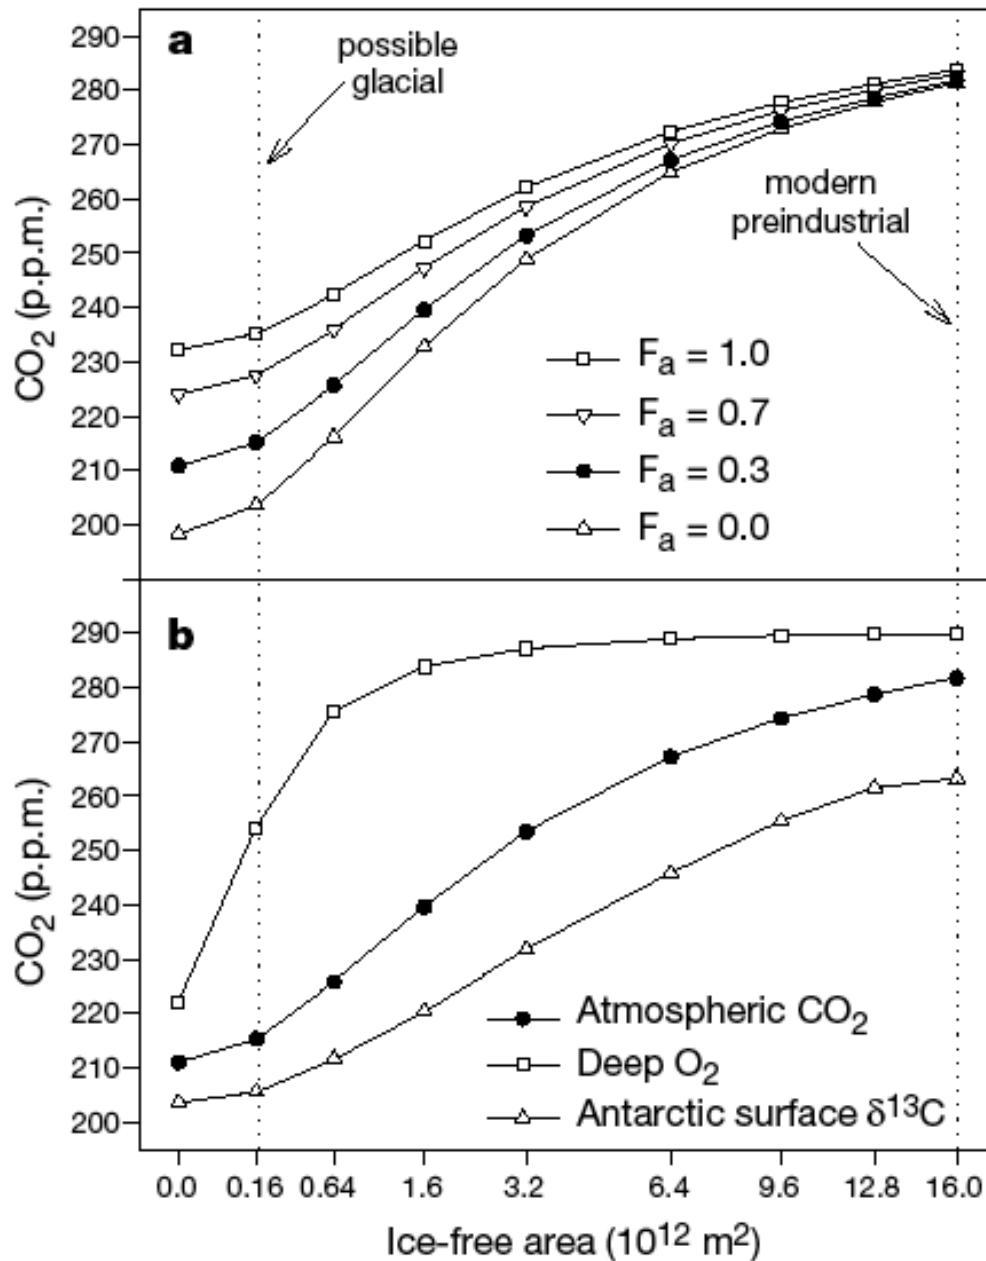 a
possible
glacial
modern
preindustrial
CO₂ (p.p.m.)
290
280
270
260
250
240
230
220
210
200
Fₐ = 1.0
Fₐ = 0.7
Fₐ = 0.3
Fₐ = 0.0
b
CO₂ (p.p.m.)
290
280
270
260
250
240
230
220
210
200
Atmospheric CO₂
Deep O₂
Antarctic surface δ¹³C
0.0 0.16 0.64 1.6 3.2 6.4 9.6 12.8 16.0
Ice-free area (10¹² m²)